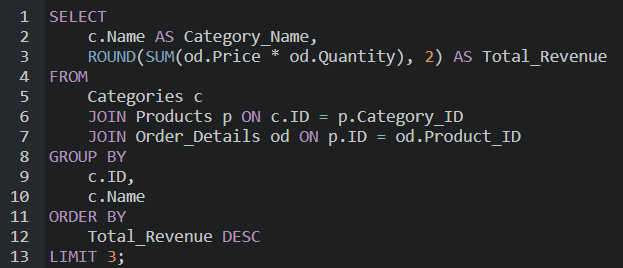 1 SELECT
2     c.Name AS Category_Name,
3     ROUND(SUM(od.Price * od.Quantity), 2) AS Total_Revenue
4 FROM
5     Categories c
6     JOIN Products p ON c.ID = p.Category_ID
7     JOIN Order_Details od ON p.ID = od.Product_ID
8 GROUP BY
9     c.ID,
10     c.Name
11 ORDER BY
12     Total_Revenue DESC
13 LIMIT 3;